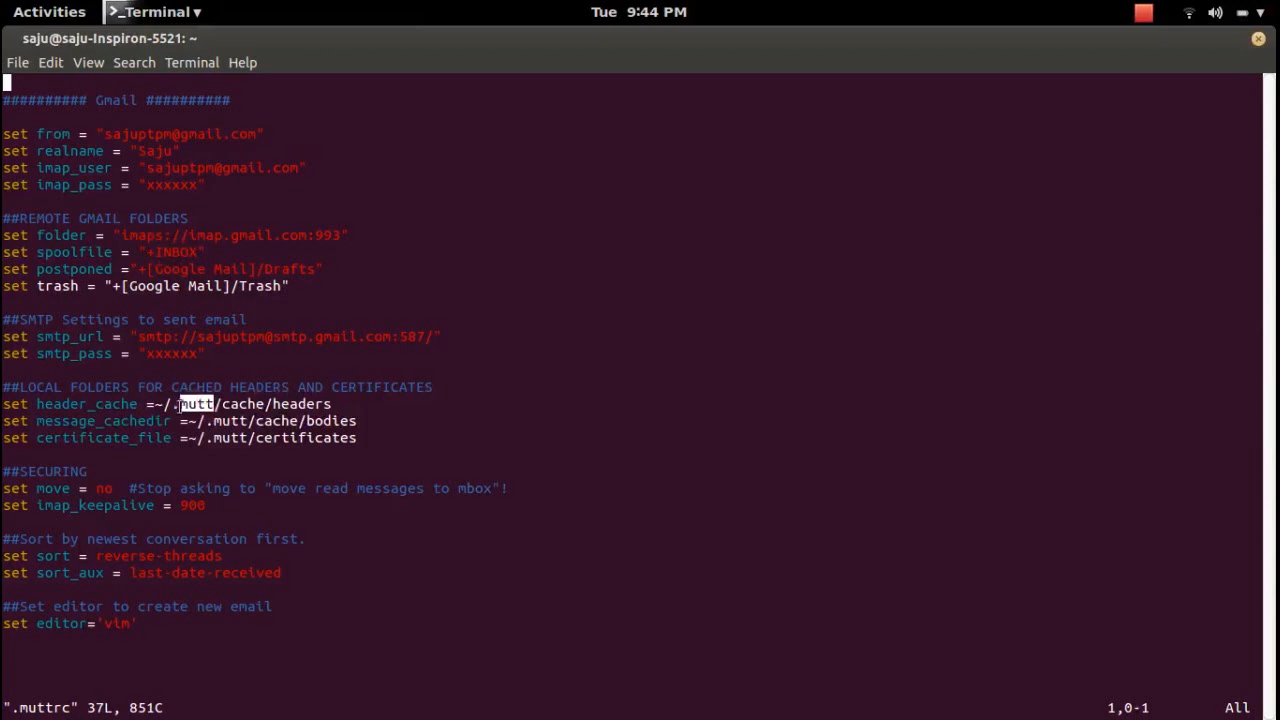 Activities
>_Terminal ▾
Tue 9:44 PM
saju@saju-Inspiron-5521: ~
File Edit View Search Terminal Help
########## Gmail ##########
set from = "sajuptpm@gmail.com"
set realname = "Saju"
set imap_user = "sajuptpm@gmail.com"
set imap_pass = "xxxxxx"
##REMOTE GMAIL FOLDERS
set folder = "imaps://imap.gmail.com:993"
set spoolfile = "+INBOX"
set postponed ="+[Google Mail]/Drafts"
set trash = "+[Google Mail]/Trash"
##SMTP Settings to sent email
set smtp_url = "smtp://sajuptpm@smtp.gmail.com:587/"
set smtp_pass = "xxxxxx"
##LOCAL FOLDERS FOR CACHED HEADERS AND CERTIFICATES
set header_cache =~/.mutt/cache/headers
set message_cachedir =~/.mutt/cache/bodies
set certificate_file =~/.mutt/certificates
##SECURING
set move = no  #Stop asking to "move read messages to mbox"!
set imap_keepalive = 900
##Sort by newest conversation first.
set sort = reverse-threads
set sort_aux = last-date-received
##Set editor to create new email
set editor='vim'
".muttrc" 37L, 851C
1,0-1
All